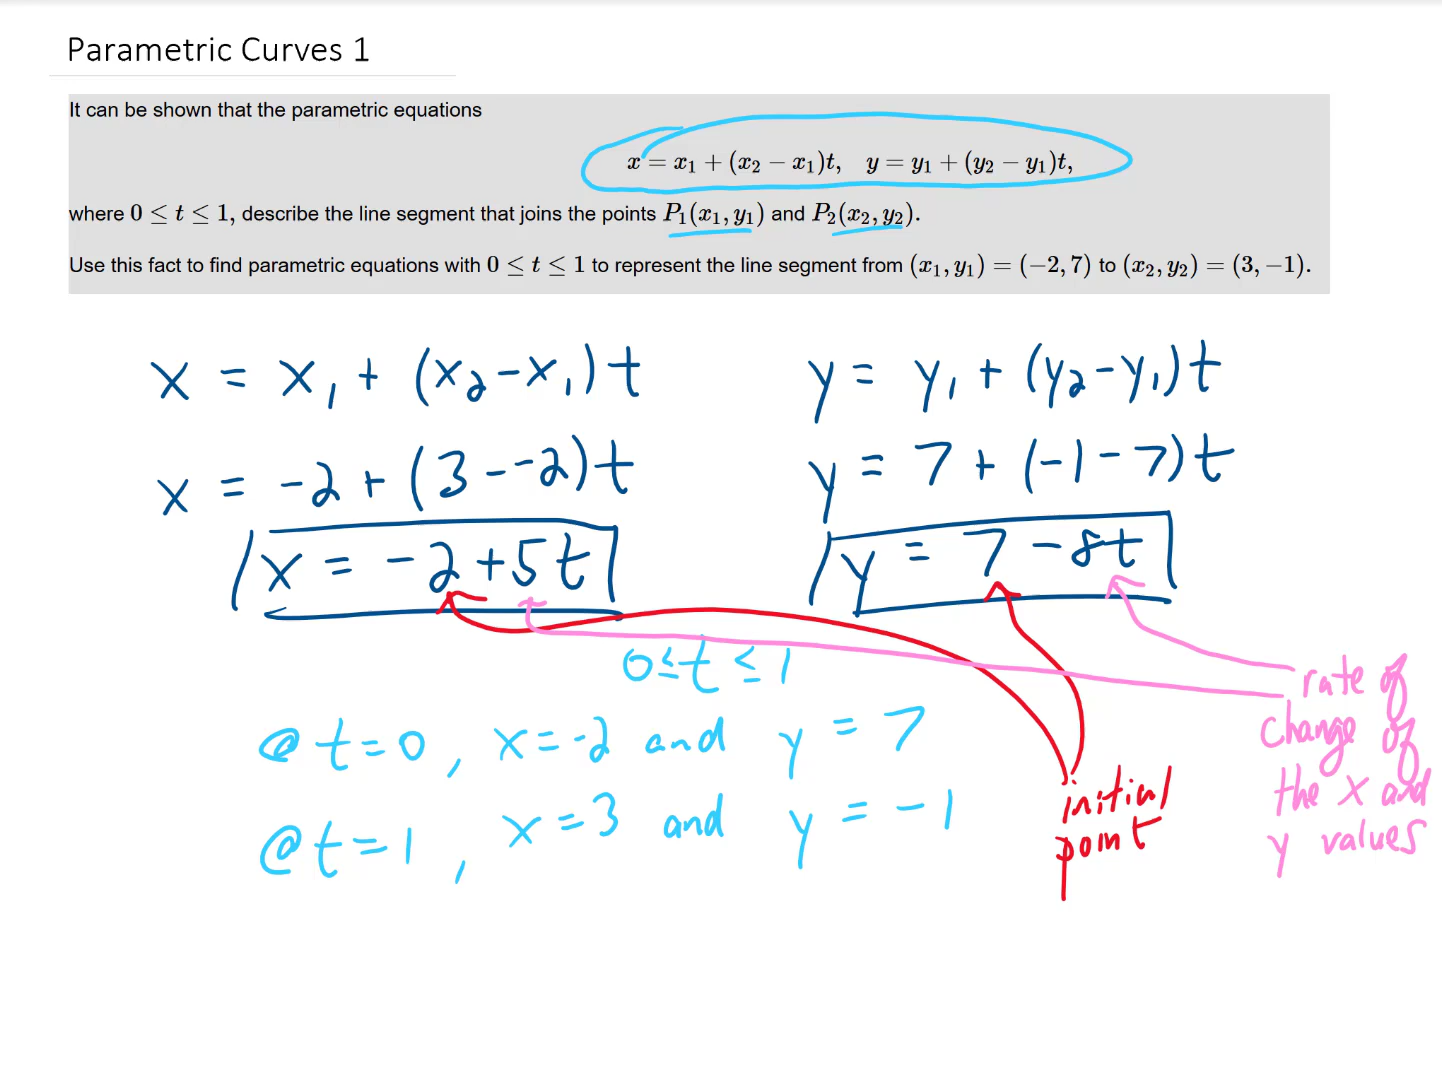 Parametric Curves 1
It can be shown that the parametric equations
x = x₁ + (x₂ − x₁)t, y = y₁ + (y₂ − y₁)t,
where 0 ≤ t ≤ 1, describe the line segment that joins the points P₁(x₁, y₁) and P₂(x₂, y₂).
Use this fact to find parametric equations with 0 ≤ t ≤ 1 to represent the line segment from (x₁, y₁) = (−2, 7) to (x₂, y₂) = (3, −1).
x = x₁ + (x₂−x₁)t y = y₁ + (y₂−y₁)t
x = −2 + (3−−2)t y = 7 + (−1−7)t
x = −2+5t y = 7−8t
0≤t≤1
@ t=0, x=−2 and y = 7
@ t=1, x=3 and y = −1
initial
point
rate of
change of
the x and
y values